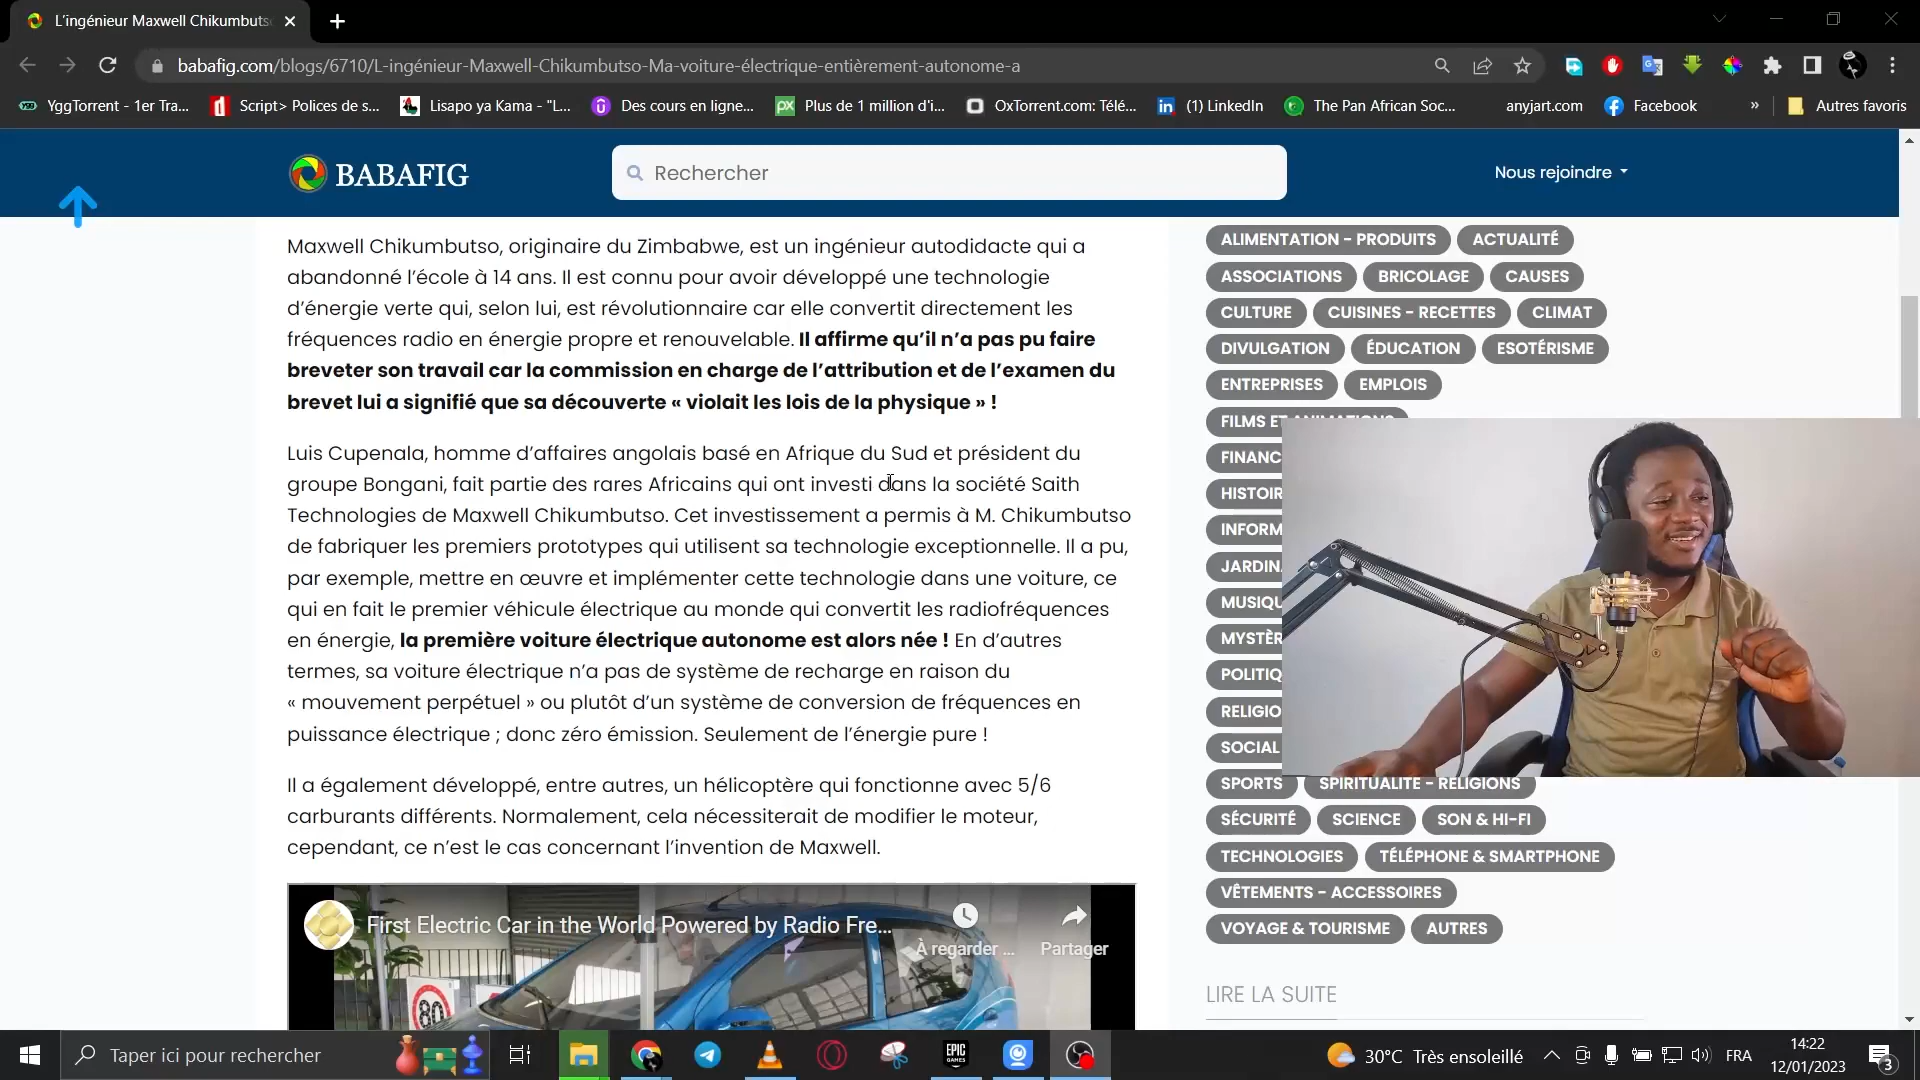 L'ingénieur Maxwell Chikumbuts
babafig.com/blogs/6710/L-ingénieur-Maxwell-Chikumbutso-Ma-voiture-électrique-entièrement-autonome-a
YggTorrent - 1er Tra...
Script> Polices de s...
Lisapo ya Kama - "L...
Des cours en ligne...
Plus de 1 million d'i...
OxTorrent.com: Télé...
(1) LinkedIn
The Pan African Soc...
anyjart.com
Facebook
»
Autres favoris
BABAFIG
Rechercher
Nous rejoindre
Maxwell Chikumbutso, originaire du Zimbabwe, est un ingénieur autodidacte qui a
abandonné l'école à 14 ans. Il est connu pour avoir développé une technologie
d'énergie verte qui, selon lui, est révolutionnaire car elle convertit directement les
fréquences radio en énergie propre et renouvelable. Il affirme qu'il n'a pas pu faire
breveter son travail car la commission en charge de l'attribution et de l'examen du
brevet lui a signifié que sa découverte « violait les lois de la physique » !
Luis Cupenala, homme d'affaires angolais basé en Afrique du Sud et président du
groupe Bongani, fait partie des rares Africains qui ont investi dans la société Saith
Technologies de Maxwell Chikumbutso. Cet investissement a permis à M. Chikumbutso
de fabriquer les premiers prototypes qui utilisent sa technologie exceptionnelle. Il a pu,
par exemple, mettre en œuvre et implémenter cette technologie dans une voiture, ce
qui en fait le premier véhicule électrique au monde qui convertit les radiofréquences
en énergie, la première voiture électrique autonome est alors née ! En d'autres
termes, sa voiture électrique n'a pas de système de recharge en raison du
« mouvement perpétuel » ou plutôt d'un système de conversion de fréquences en
puissance électrique ; donc zéro émission. Seulement de l'énergie pure !
Il a également développé, entre autres, un hélicoptère qui fonctionne avec 5/6
carburants différents. Normalement, cela nécessiterait de modifier le moteur,
cependant, ce n'est le cas concernant l'invention de Maxwell.
First Electric Car in the World Powered by Radio Fre...
À regarder ...
Partager
80
ALIMENTATION - PRODUITS
ACTUALITÉ
ASSOCIATIONS
BRICOLAGE
CAUSES
CULTURE
CUISINES - RECETTES
CLIMAT
DIVULGATION
ÉDUCATION
ESOTÉRISME
ENTREPRISES
EMPLOIS
FILMS ET ANIMATIONS
FINANC
HISTOIR
INFORM
JARDIN
MUSIQU
MYSTÈR
POLITIQ
RELIGIO
SOCIAL
SPORTS
SPIRITUALITE - RELIGIONS
SÉCURITÉ
SCIENCE
SON & HI-FI
TECHNOLOGIES
TÉLÉPHONE & SMARTPHONE
VÊTEMENTS - ACCESSOIRES
VOYAGE & TOURISME
AUTRES
LIRE LA SUITE
Taper ici pour rechercher
EPIC
GAMES
30°C Très ensoleillé
FRA
14:22
12/01/2023
3